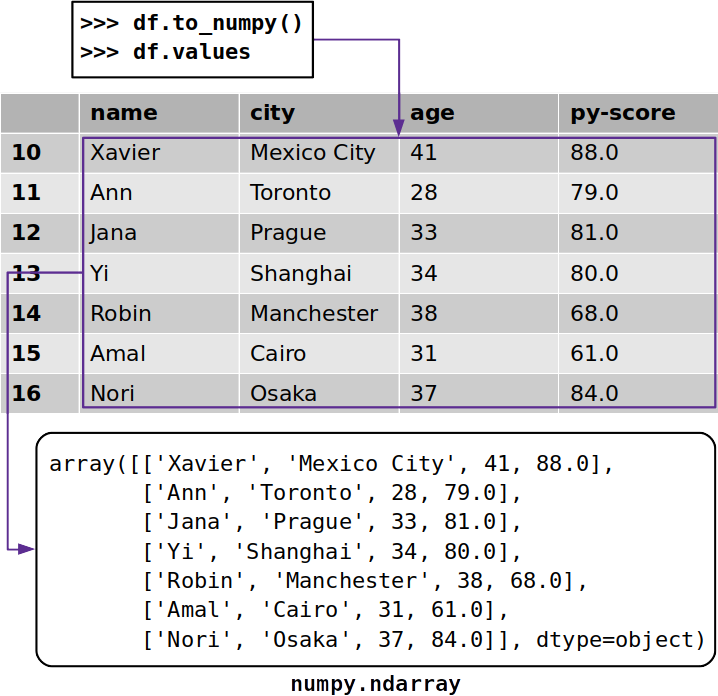 >>> df.to_numpy()
>>> df.values
name city age py-score
10 Xavier Mexico City 41 88.0
11 Ann Toronto 28 79.0
12 Jana Prague 33 81.0
13 Yi Shanghai 34 80.0
14 Robin Manchester 38 68.0
15 Amal Cairo 31 61.0
16 Nori Osaka 37 84.0
array([['Xavier', 'Mexico City', 41, 88.0],
['Ann', 'Toronto', 28, 79.0],
['Jana', 'Prague', 33, 81.0],
['Yi', 'Shanghai', 34, 80.0],
['Robin', 'Manchester', 38, 68.0],
['Amal', 'Cairo', 31, 61.0],
['Nori', 'Osaka', 37, 84.0]], dtype=object)
numpy.ndarray